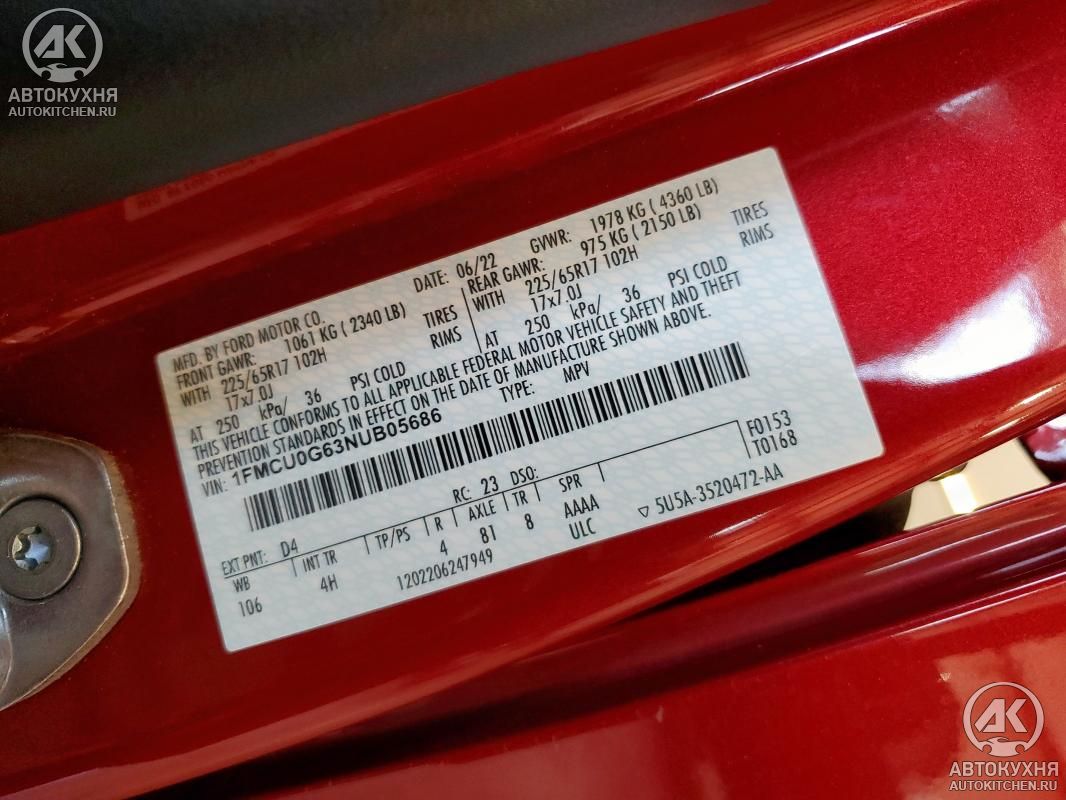 АК
АВТОКУХНЯ
AUTOKITCHEN.RU
MFD. BY FORD MOTOR CO. DATE: 06/22 GVWR: 1978 KG ( 4360 LB)
FRONT GAWR: 1061 KG ( 2340 LB) REAR GAWR: 975 KG ( 2150 LB)
WITH 225/65R17 102H TIRES WITH 225/65R17 102H TIRES
17x7.0J RIMS 17x7.0J RIMS
AT 250 kPa/ 36 PSI COLD AT 250 kPa/ 36 PSI COLD
THIS VEHICLE CONFORMS TO ALL APPLICABLE FEDERAL MOTOR VEHICLE SAFETY AND THEFT
PREVENTION STANDARDS IN EFFECT ON THE DATE OF MANUFACTURE SHOWN ABOVE.
VIN: 1FMCU0G63NUB05686 TYPE: MPV
F0153
T0168
EXT PNT: D4 RC: 23 DSO:
WB INT TR TP/PS R AXLE TR SPR
106 4H 4 81 8 AAAA
1202206247949 ULC
▽ 5U5A-3520472-AA
АК
АВТОКУХНЯ
AUTOKITCHEN.RU